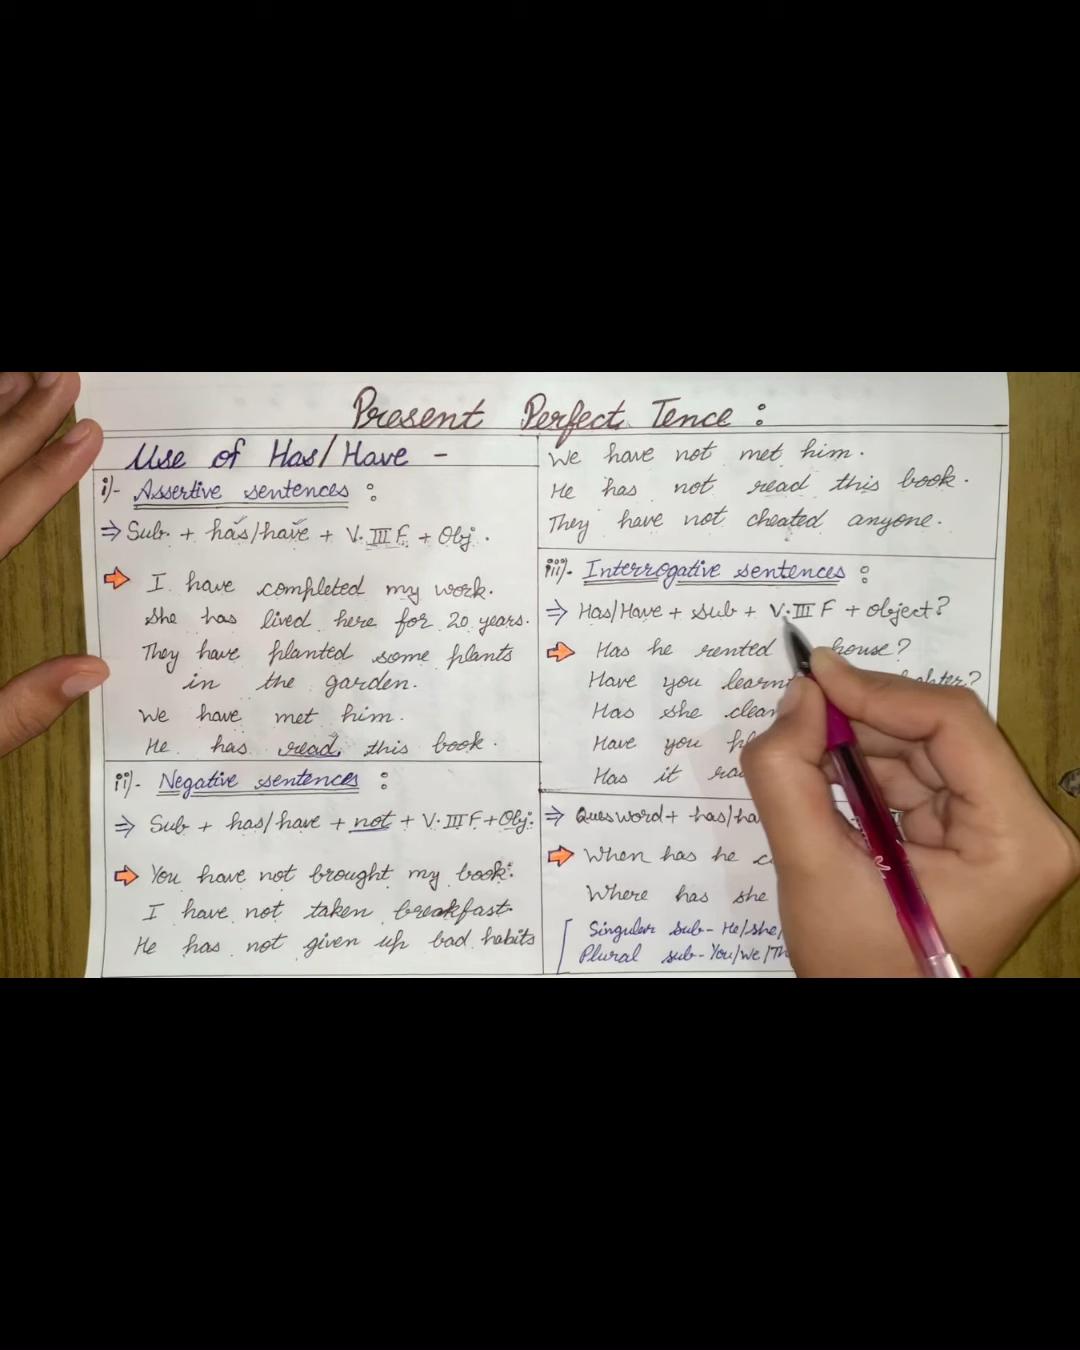 Present Perfect Tence :
Use of Has/Have -
i)- Assertive sentences :
⇒ Sub. + has/have + V.III F. + Obj.
I have completed my work.
She has lived here for 20 years.
They have planted some plants
in the garden.
We have met him.
He has read this book.
ii)- Negative sentences :
⇒ Sub + has/have + not + V.III F + Obj.
You have not brought my book.
I have not taken breakfast.
He has not given up bad habits
We have not met him.
He has not read this book.
They have not cheated anyone.
iii)- Interrogative sentences :
⇒ Has/Have + sub + V.III F + object?
Has he rented house?
Have you
Has she
Have you
Has it
⇒ Ques word + has/
When has he
Where has she
Singular sub - He/she/
Plural sub - You/We/